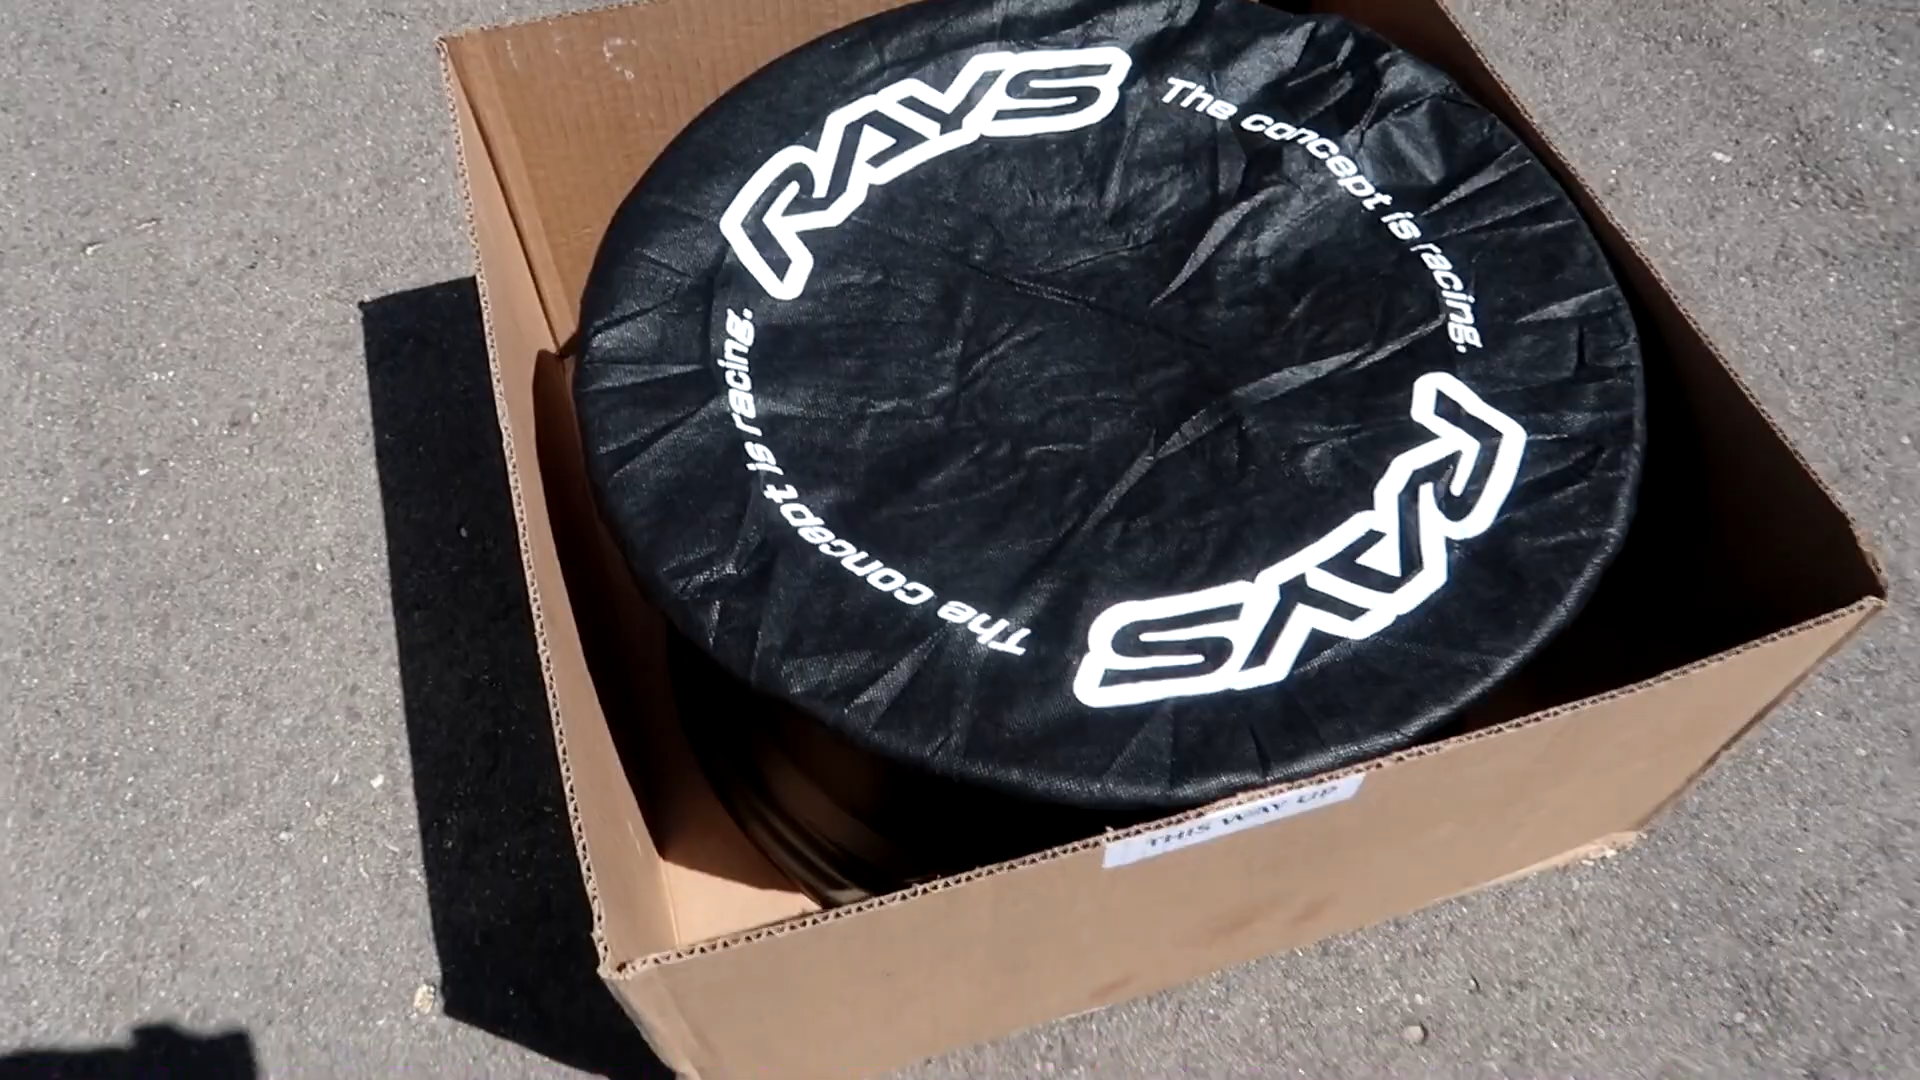 RAYS
The concept is racing.
RAYS
The concept is racing.
THIS WAY UP